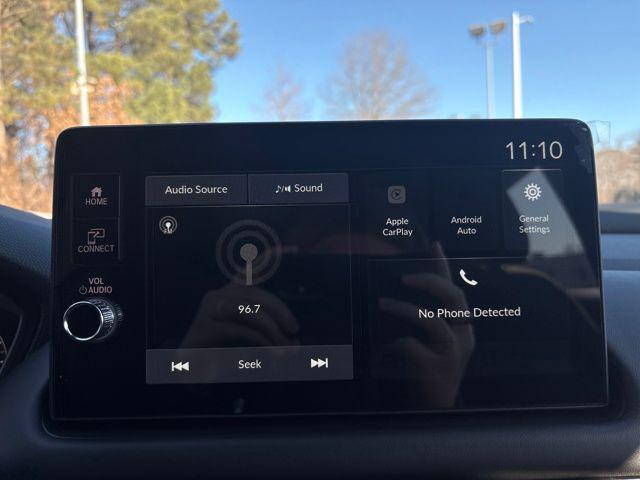 11:10
HOME
CONNECT
VOL
AUDIO
Audio Source
Sound
96.7
Seek
Apple
CarPlay
Android
Auto
General
Settings
No Phone Detected